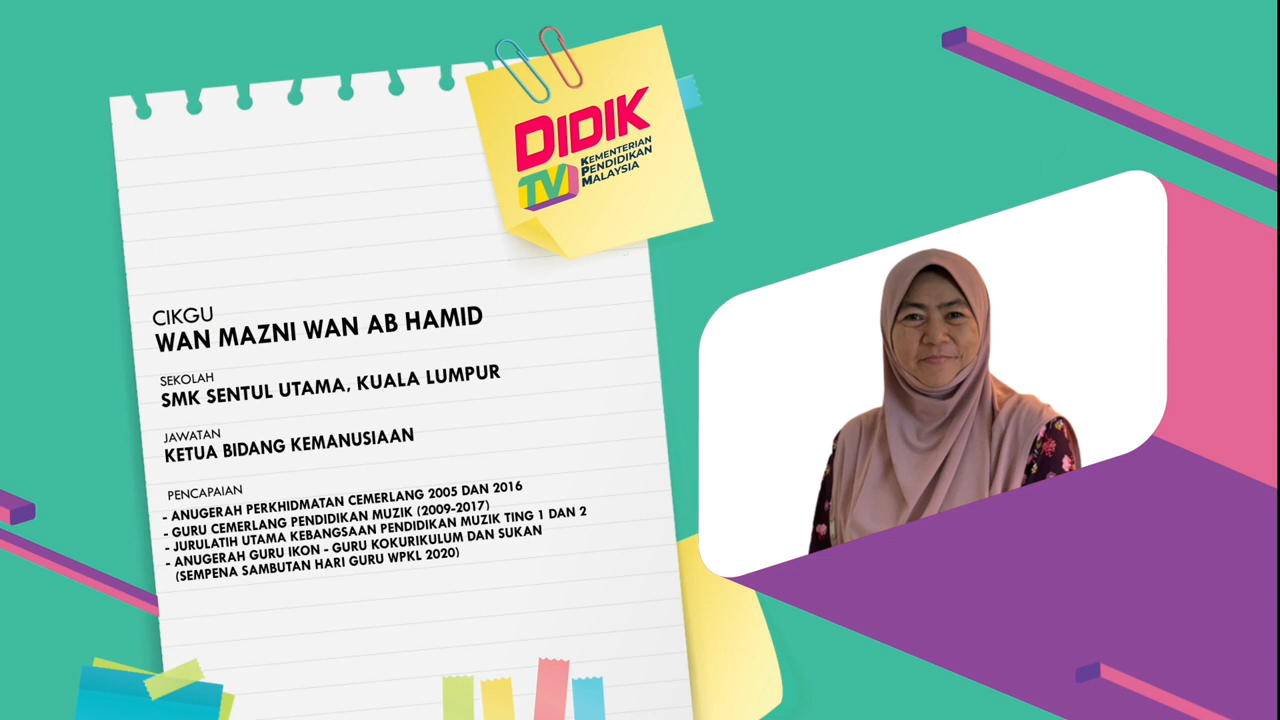 DIDIK
TV
KEMENTERIAN
PENDIDIKAN
MALAYSIA
CIKGU
WAN MAZNI WAN AB HAMID
SEKOLAH
SMK SENTUL UTAMA, KUALA LUMPUR
JAWATAN
KETUA BIDANG KEMANUSIAAN
PENCAPAIAN
- ANUGERAH PERKHIDMATAN CEMERLANG 2005 DAN 2016
- GURU CEMERLANG PENDIDIKAN MUZIK (2009-2017)
- JURULATIH UTAMA KEBANGSAAN PENDIDIKAN MUZIK TING 1 DAN 2
- ANUGERAH GURU IKON - GURU KOKURIKULUM DAN SUKAN
(SEMPENA SAMBUTAN HARI GURU WPKL 2020)